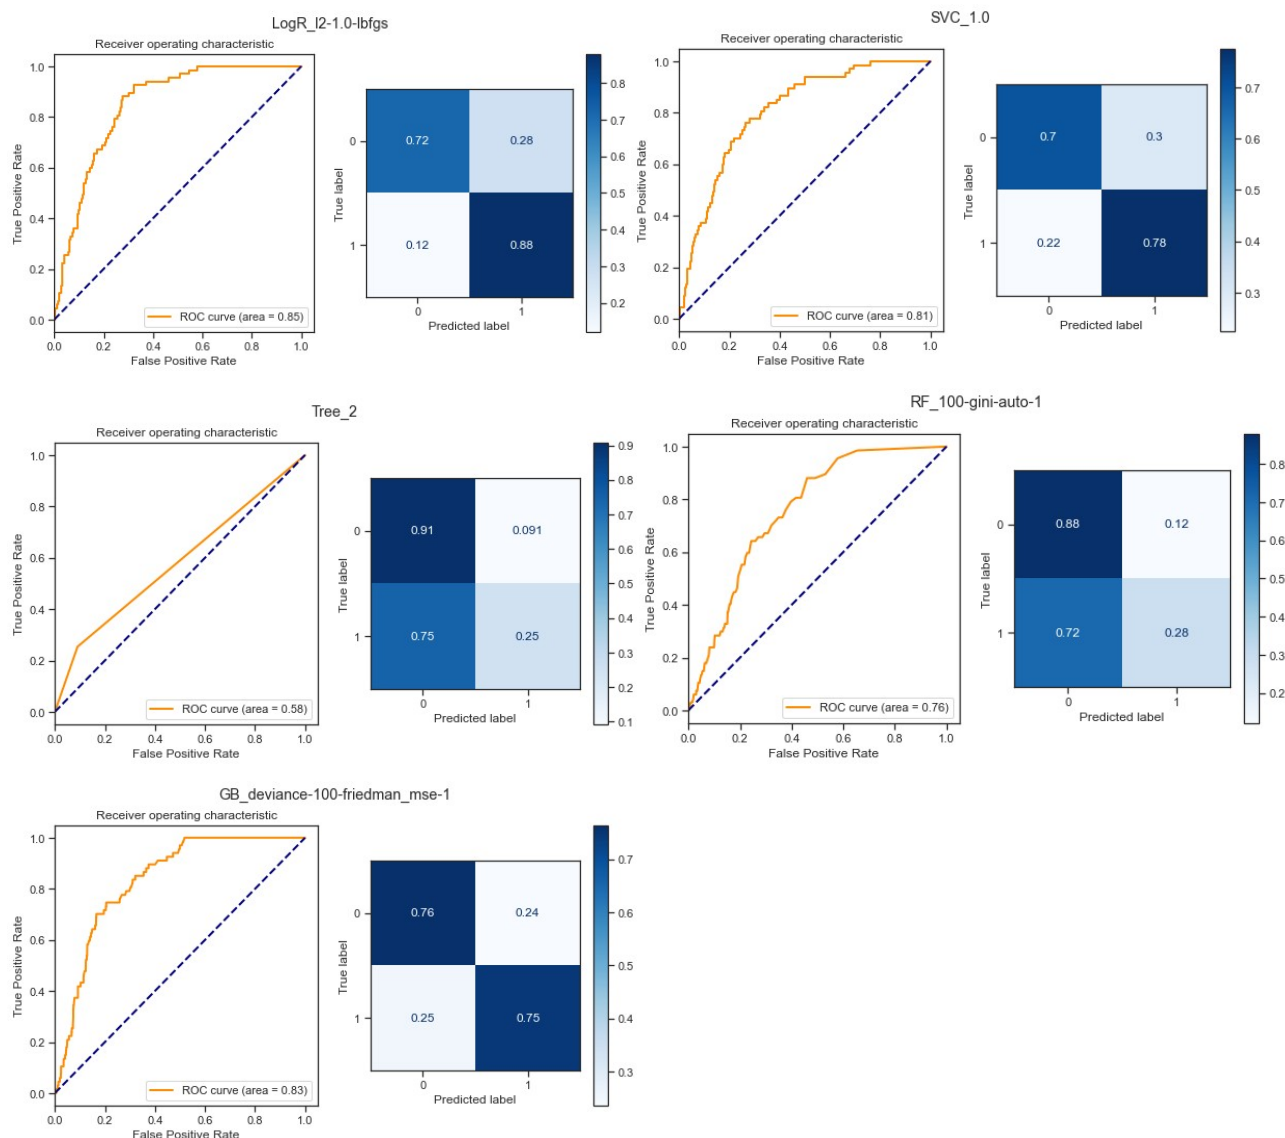 LogR_l2-1.0-lbfgs
Receiver operating characteristic
True Positive Rate
1.0
0.8
0.6
0.4
0.2
0.0
0.0 0.2 0.4 0.6 0.8 1.0
False Positive Rate
ROC curve (area = 0.85)
True label
0
1
0.72 0.28
0.12 0.88
0 1
Predicted label
0.8
0.7
0.6
0.5
0.4
0.3
0.2
SVC_1.0
Receiver operating characteristic
True Positive Rate
1.0
0.8
0.6
0.4
0.2
0.0
0.0 0.2 0.4 0.6 0.8 1.0
False Positive Rate
ROC curve (area = 0.81)
True label
0
1
0.7 0.3
0.22 0.78
0 1
Predicted label
0.7
0.6
0.5
0.4
0.3
Tree_2
Receiver operating characteristic
True Positive Rate
1.0
0.8
0.6
0.4
0.2
0.0
0.0 0.2 0.4 0.6 0.8 1.0
False Positive Rate
ROC curve (area = 0.58)
True label
0
1
0.91 0.091
0.75 0.25
0 1
Predicted label
0.9
0.8
0.7
0.6
0.5
0.4
0.3
0.2
0.1
RF_100-gini-auto-1
Receiver operating characteristic
True Positive Rate
1.0
0.8
0.6
0.4
0.2
0.0
0.0 0.2 0.4 0.6 0.8 1.0
False Positive Rate
ROC curve (area = 0.76)
True label
0
1
0.88 0.12
0.72 0.28
0 1
Predicted label
0.8
0.7
0.6
0.5
0.4
0.3
0.2
GB_deviance-100-friedman_mse-1
Receiver operating characteristic
True Positive Rate
1.0
0.8
0.6
0.4
0.2
0.0
0.0 0.2 0.4 0.6 0.8 1.0
False Positive Rate
ROC curve (area = 0.83)
True label
0
1
0.76 0.24
0.25 0.75
0 1
Predicted label
0.7
0.6
0.5
0.4
0.3